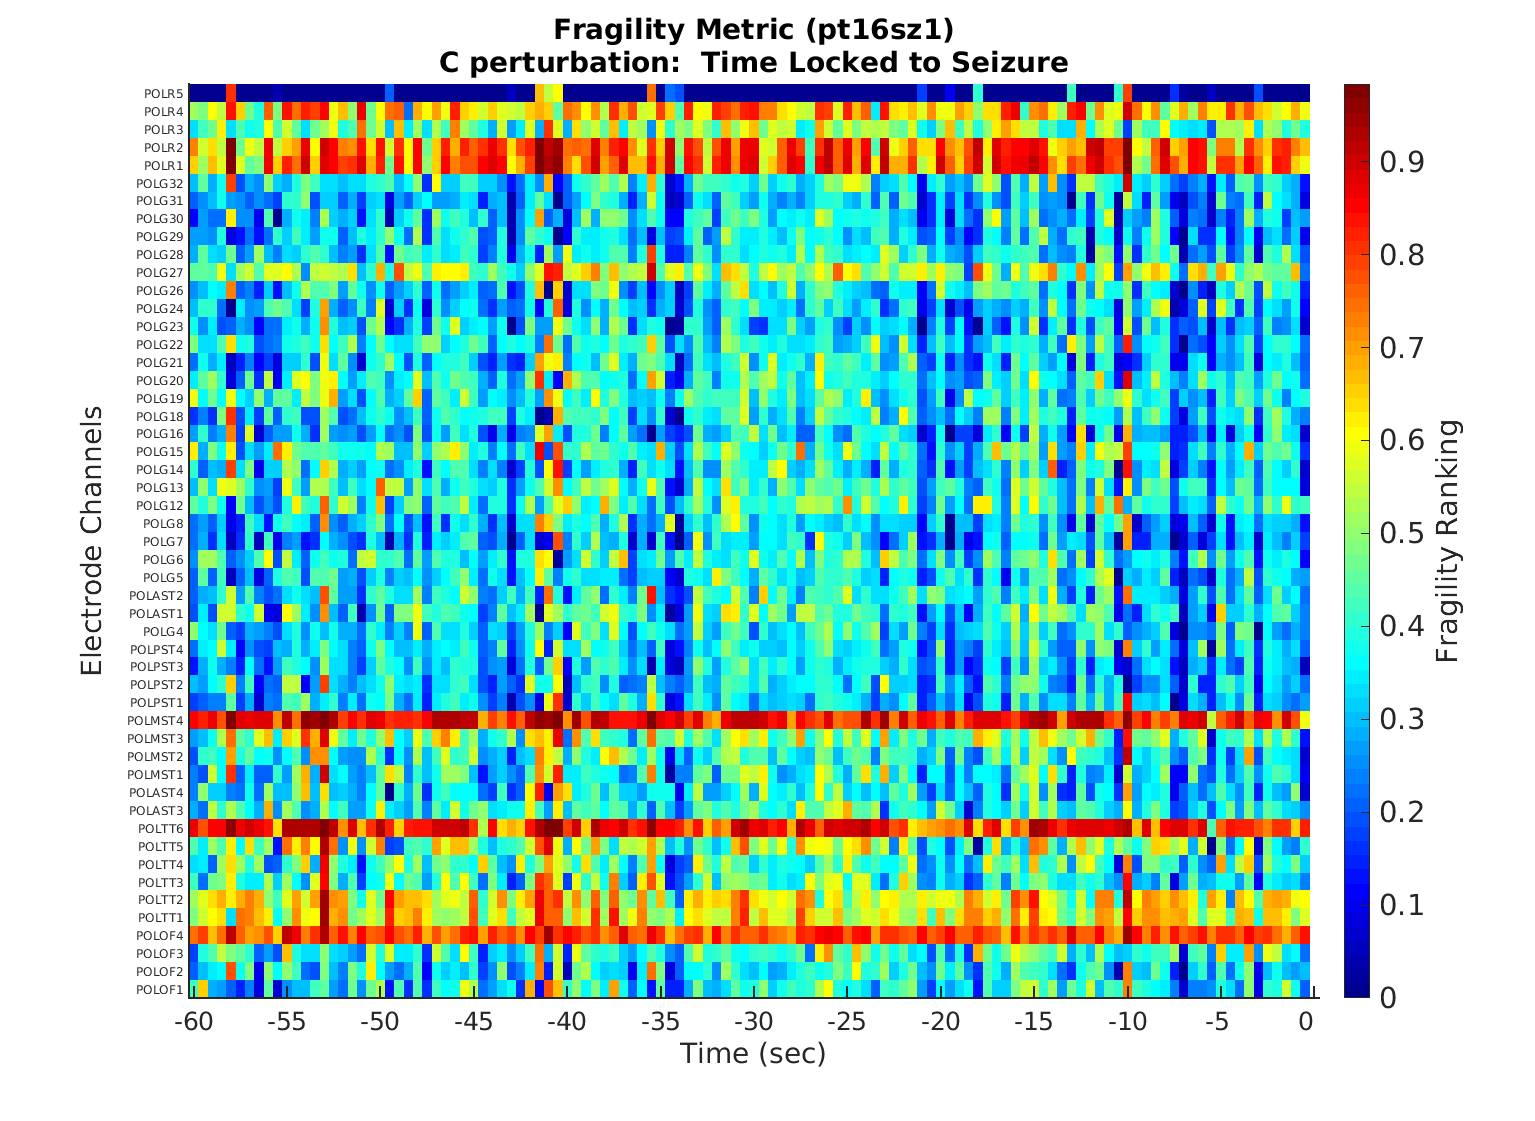 Fragility Metric (pt16sz1)
C perturbation:  Time Locked to Seizure
POLR5
POLR4
POLR3
POLR2
POLR1
POLG32
POLG31
POLG30
POLG29
POLG28
POLG27
POLG26
POLG24
POLG23
POLG22
POLG21
POLG20
POLG19
POLG18
POLG16
POLG15
POLG14
POLG13
POLG12
POLG8
POLG7
POLG6
POLG5
POLAST2
POLAST1
POLG4
POLPST4
POLPST3
POLPST2
POLPST1
POLMST4
POLMST3
POLMST2
POLMST1
POLAST4
POLAST3
POLTT6
POLTT5
POLTT4
POLTT3
POLTT2
POLTT1
POLOF4
POLOF3
POLOF2
POLOF1
Electrode Channels
-60 -55 -50 -45 -40 -35 -30 -25 -20 -15 -10 -5 0
Time (sec)
0.9
0.8
0.7
0.6
0.5
0.4
0.3
0.2
0.1
0
Fragility Ranking